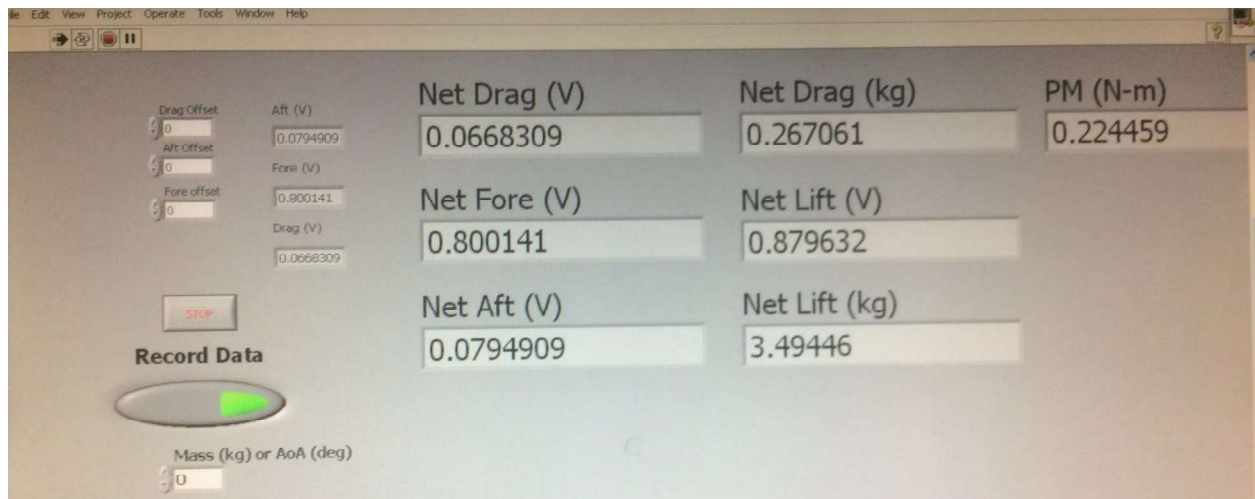 Edit View Project Operate Tools Window Help
?
Drag Offset
0
Aft Offset
0
Fore offset
0
Aft (V)
0.0794909
Fore (V)
0.800141
Drag (V)
0.0668309
STOP
Record Data
Mass (kg) or AoA (deg)
0
Net Drag (V)
0.0668309
Net Fore (V)
0.800141
Net Aft (V)
0.0794909
Net Drag (kg)
0.267061
Net Lift (V)
0.879632
Net Lift (kg)
3.49446
PM (N-m)
0.224459